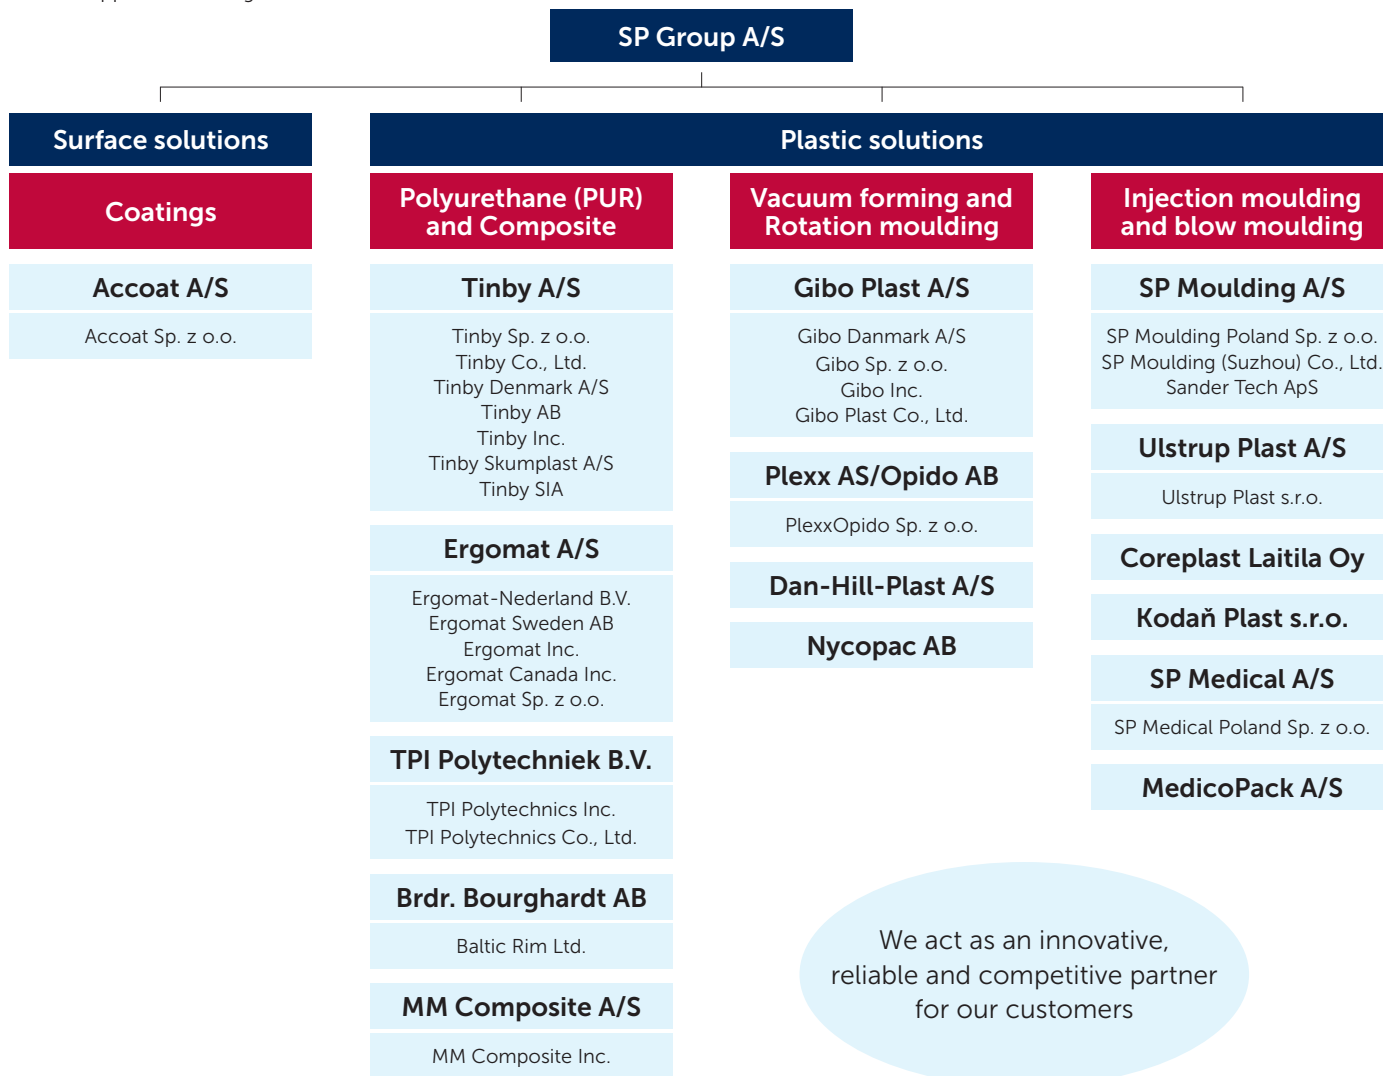 SP Group A/S
Surface solutions
Plastic solutions
Coatings
Accoat A/S
Accoat Sp. z o.o.
Polyurethane (PUR)
and Composite
Tinby A/S
Tinby Sp. z o.o.
Tinby Co., Ltd.
Tinby Denmark A/S
Tinby AB
Tinby Inc.
Tinby Skumplast A/S
Tinby SIA
Ergomat A/S
Ergomat-Nederland B.V.
Ergomat Sweden AB
Ergomat Inc.
Ergomat Canada Inc.
Ergomat Sp. z o.o.
TPI Polytechniek B.V.
TPI Polytechnics Inc.
TPI Polytechnics Co., Ltd.
Brdr. Bourghardt AB
Baltic Rim Ltd.
MM Composite A/S
MM Composite Inc.
Vacuum forming and
Rotation moulding
Gibo Plast A/S
Gibo Danmark A/S
Gibo Sp. z o.o.
Gibo Inc.
Gibo Plast Co., Ltd.
Plexx AS/Opido AB
PlexxOpido Sp. z o.o.
Dan-Hill-Plast A/S
Nycopac AB
Injection moulding
and blow moulding
SP Moulding A/S
SP Moulding Poland Sp. z o.o.
SP Moulding (Suzhou) Co., Ltd.
Sander Tech ApS
Ulstrup Plast A/S
Ulstrup Plast s.r.o.
Coreplast Laitila Oy
Kodaň Plast s.r.o.
SP Medical A/S
SP Medical Poland Sp. z o.o.
MedicoPack A/S
We act as an innovative,
reliable and competitive partner
for our customers